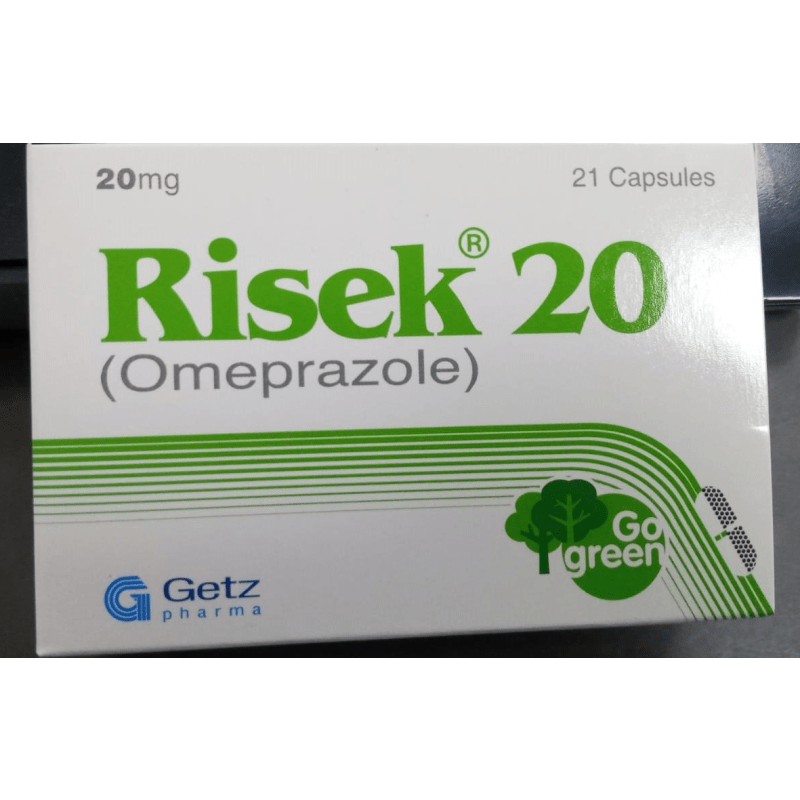 20mg
21 Capsules
Risek® 20
(Omeprazole)
Go
green
Getz
pharma